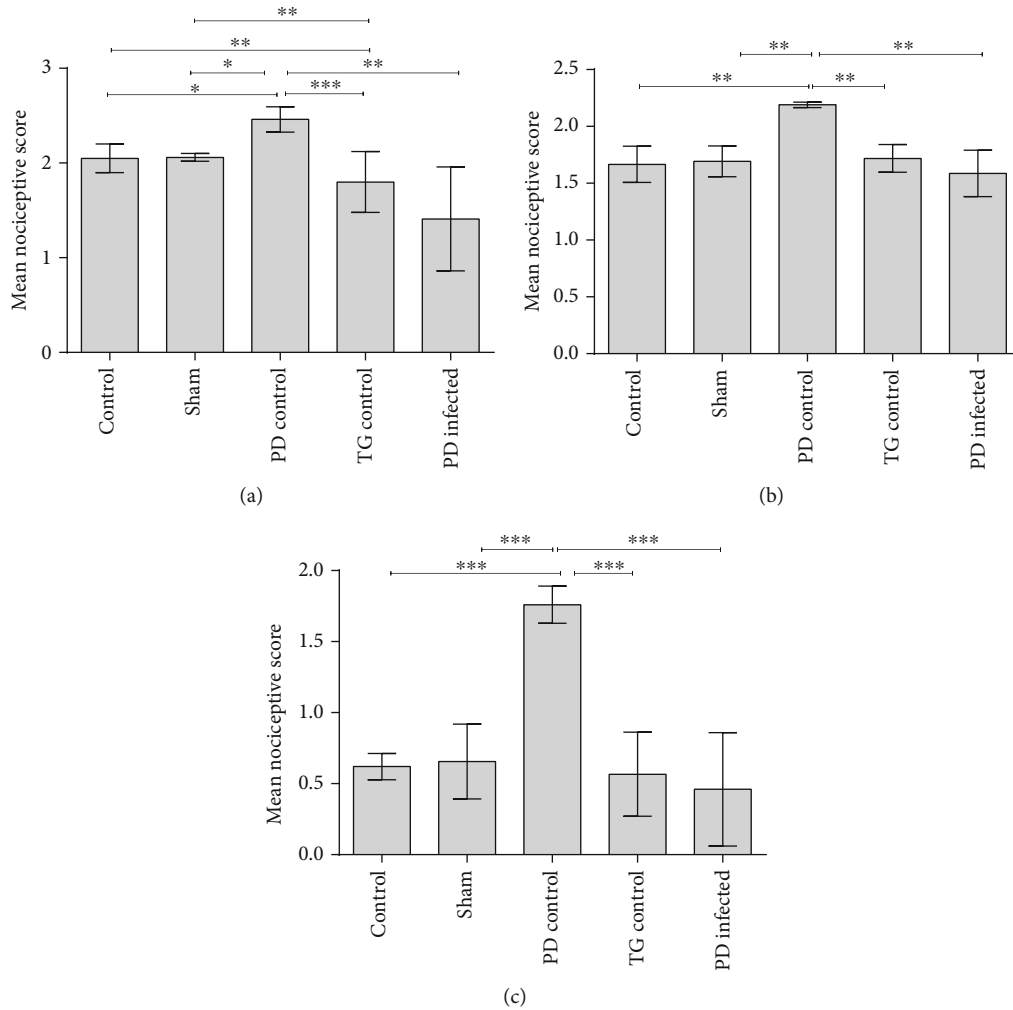 **
**
*
**
*
***
Mean nociceptive score
3
2
1
0
Control
Sham
PD control
TG control
PD infected
(a)
**
**
**
**
Mean nociceptive score
2.5
2.0
1.5
1.0
0.5
0.0
Control
Sham
PD control
TG control
PD infected
(b)
***
***
***
***
Mean nociceptive score
2.0
1.5
1.0
0.5
0.0
Control
Sham
PD control
TG control
PD infected
(c)